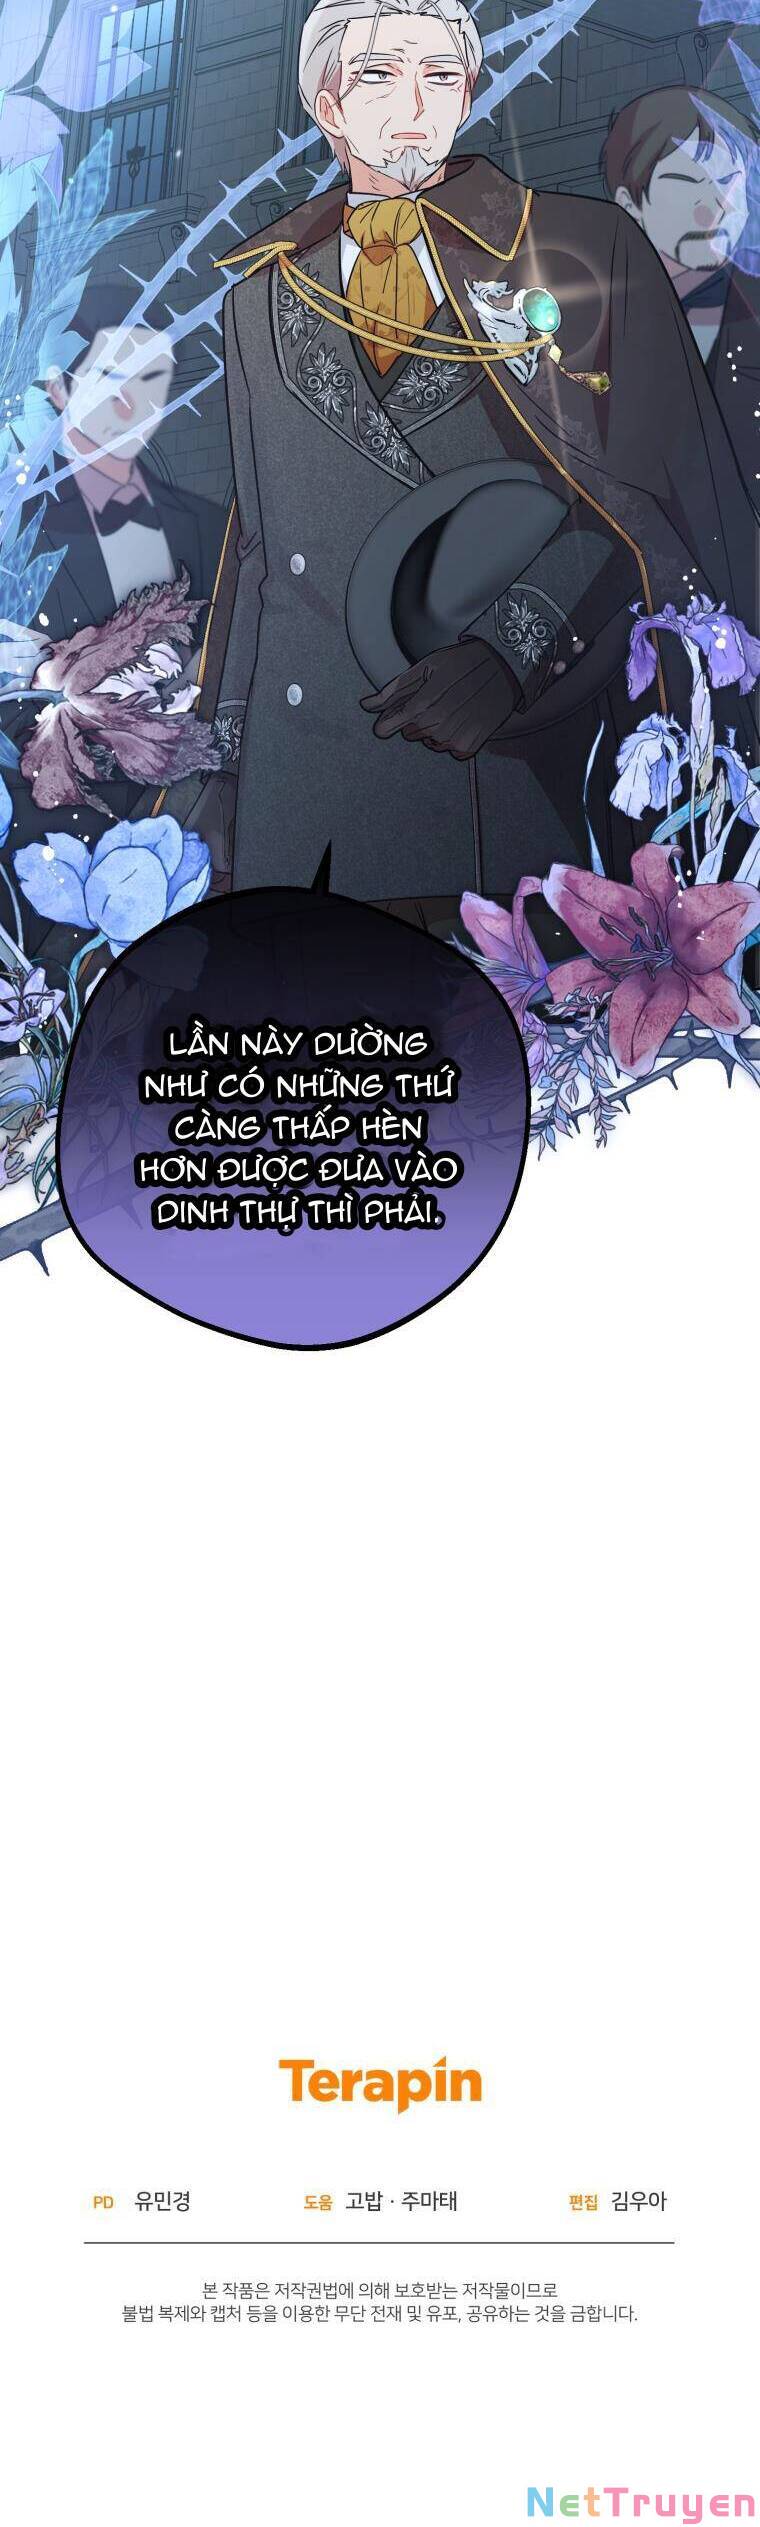 LẦN NÀY DƯỜNG
NHƯ CÓ NHỮNG THỨ
CÀNG THẤP HÈN
HƠN ĐƯỢC ĐƯA VÀO
DINH THỰ THÌ PHẢI.
Terapin
PD 유민경 도움 고밥 · 주마태 편집 김우아
본 작품은 저작권법에 의해 보호받는 저작물이므로
불법 복제와 캡처 등을 이용한 무단 전재 및 유포, 공유하는 것을 금합니다.
NetTruyen